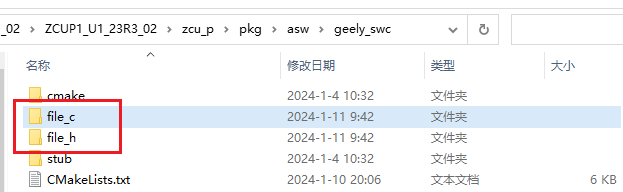 _02 > ZCUP1_U1_23R3_02 > zcu_p > pkg > asw > geely_swc
名称 修改日期 类型 大小
cmake 2024-1-4 10:32 文件夹
file_c 2024-1-11 9:42 文件夹
file_h 2024-1-11 9:42 文件夹
stub 2024-1-4 10:32 文件夹
CMakeLists.txt 2024-1-10 20:06 文本文档 6 KB